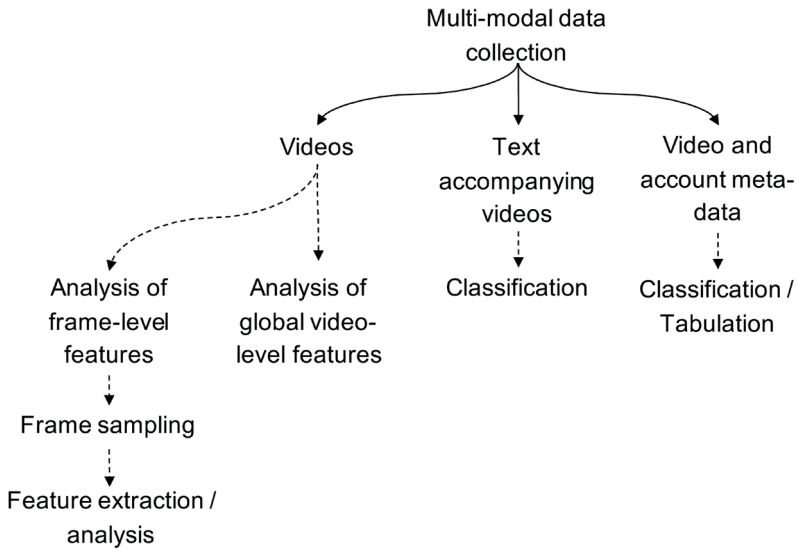 Multi-modal data
collection
Videos
Text
accompanying
videos
Video and
account meta-
data
Analysis of
frame-level
features
Analysis of
global video-
level features
Classification
Classification /
Tabulation
Frame sampling
Feature extraction /
analysis